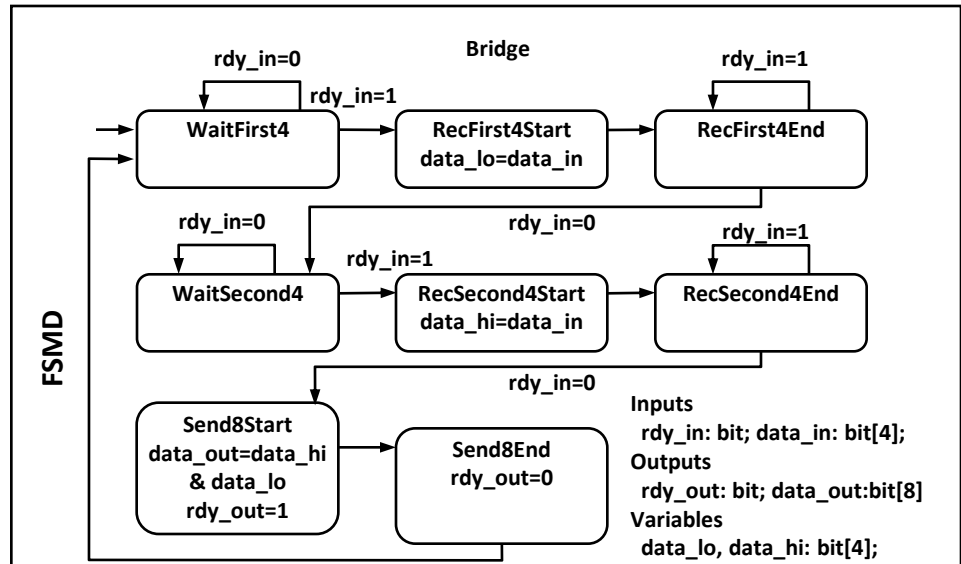 Bridge
rdy_in=0
rdy_in=1
rdy_in=1
WaitFirst4
RecFirst4Start
data_lo=data_in
RecFirst4End
rdy_in=0
rdy_in=0
rdy_in=1
rdy_in=1
WaitSecond4
RecSecond4Start
data_hi=data_in
RecSecond4End
rdy_in=0
FSMD
Send8Start
data_out=data_hi
& data_lo
rdy_out=1
Send8End
rdy_out=0
Inputs
rdy_in: bit; data_in: bit[4];
Outputs
rdy_out: bit; data_out:bit[8]
Variables
data_lo, data_hi: bit[4];